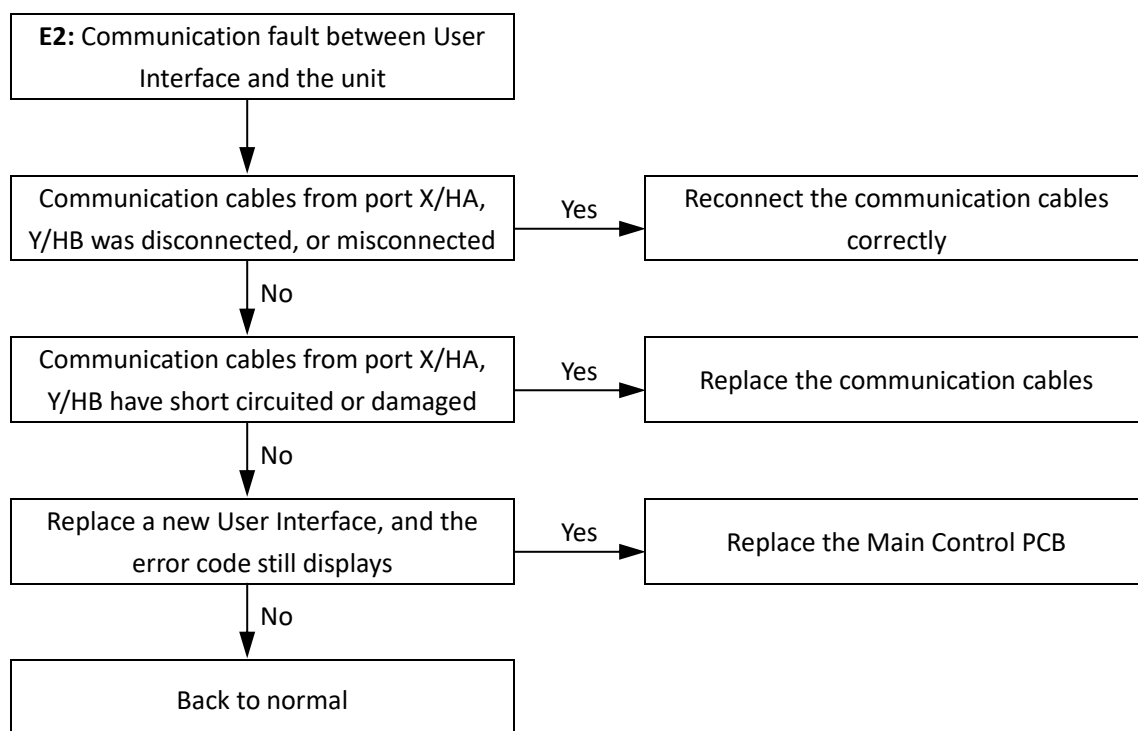 E2: Communication fault between User
Interface and the unit
Communication cables from port X/HA,
Y/HB was disconnected, or misconnected
Yes
Reconnect the communication cables
correctly
No
Communication cables from port X/HA,
Y/HB have short circuited or damaged
Yes
Replace the communication cables
No
Replace a new User Interface, and the
error code still displays
Yes
Replace the Main Control PCB
No
Back to normal